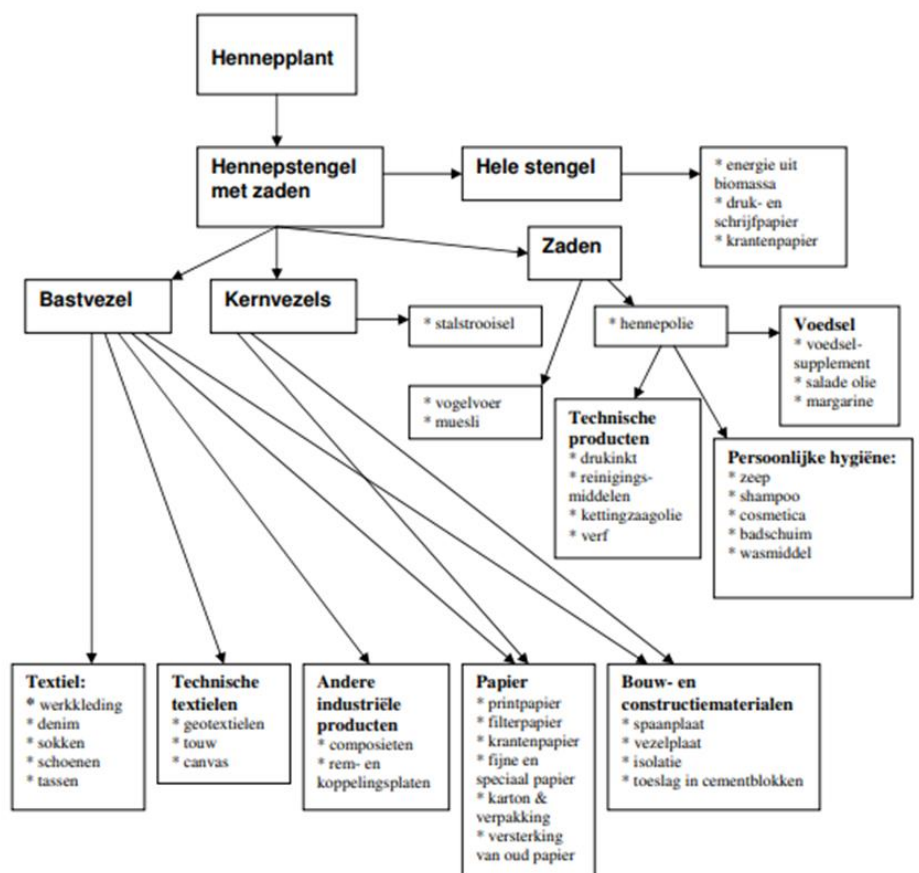 Hennepplant
Hennepstengel
met zaden
Hele stengel
* energie uit
biomassa
* druk- en
schrijfpapier
* krantenpapier
Zaden
Bastvezel
Kernvezels
* stalstrooisel
* hennepolie
Voedsel
* voedsel-
supplement
* salade olie
* margarine
* vogelvoer
* muesli
Technische
producten
* drukinkt
* reinigings-
middelen
* kettingzaagolie
* verf
Persoonlijke hygiëne:
* zeep
* shampoo
* cosmetica
* badschuim
* wasmiddel
Textiel:
* werkkleding
* denim
* sokken
* schoenen
* tassen
Technische
textielen
* geotextielen
* touw
* canvas
Andere
industriële
producten
* composieten
* rem- en
koppelingsplaten
Papier
* printpapier
* filterpapier
* krantenpapier
* fijne en
speciaal papier
* karton &
verpakking
* versterking
van oud papier
Bouw- en
constructiematerialen
* spaanplaat
* vezelplaat
* isolatie
* toeslag in cementblokken